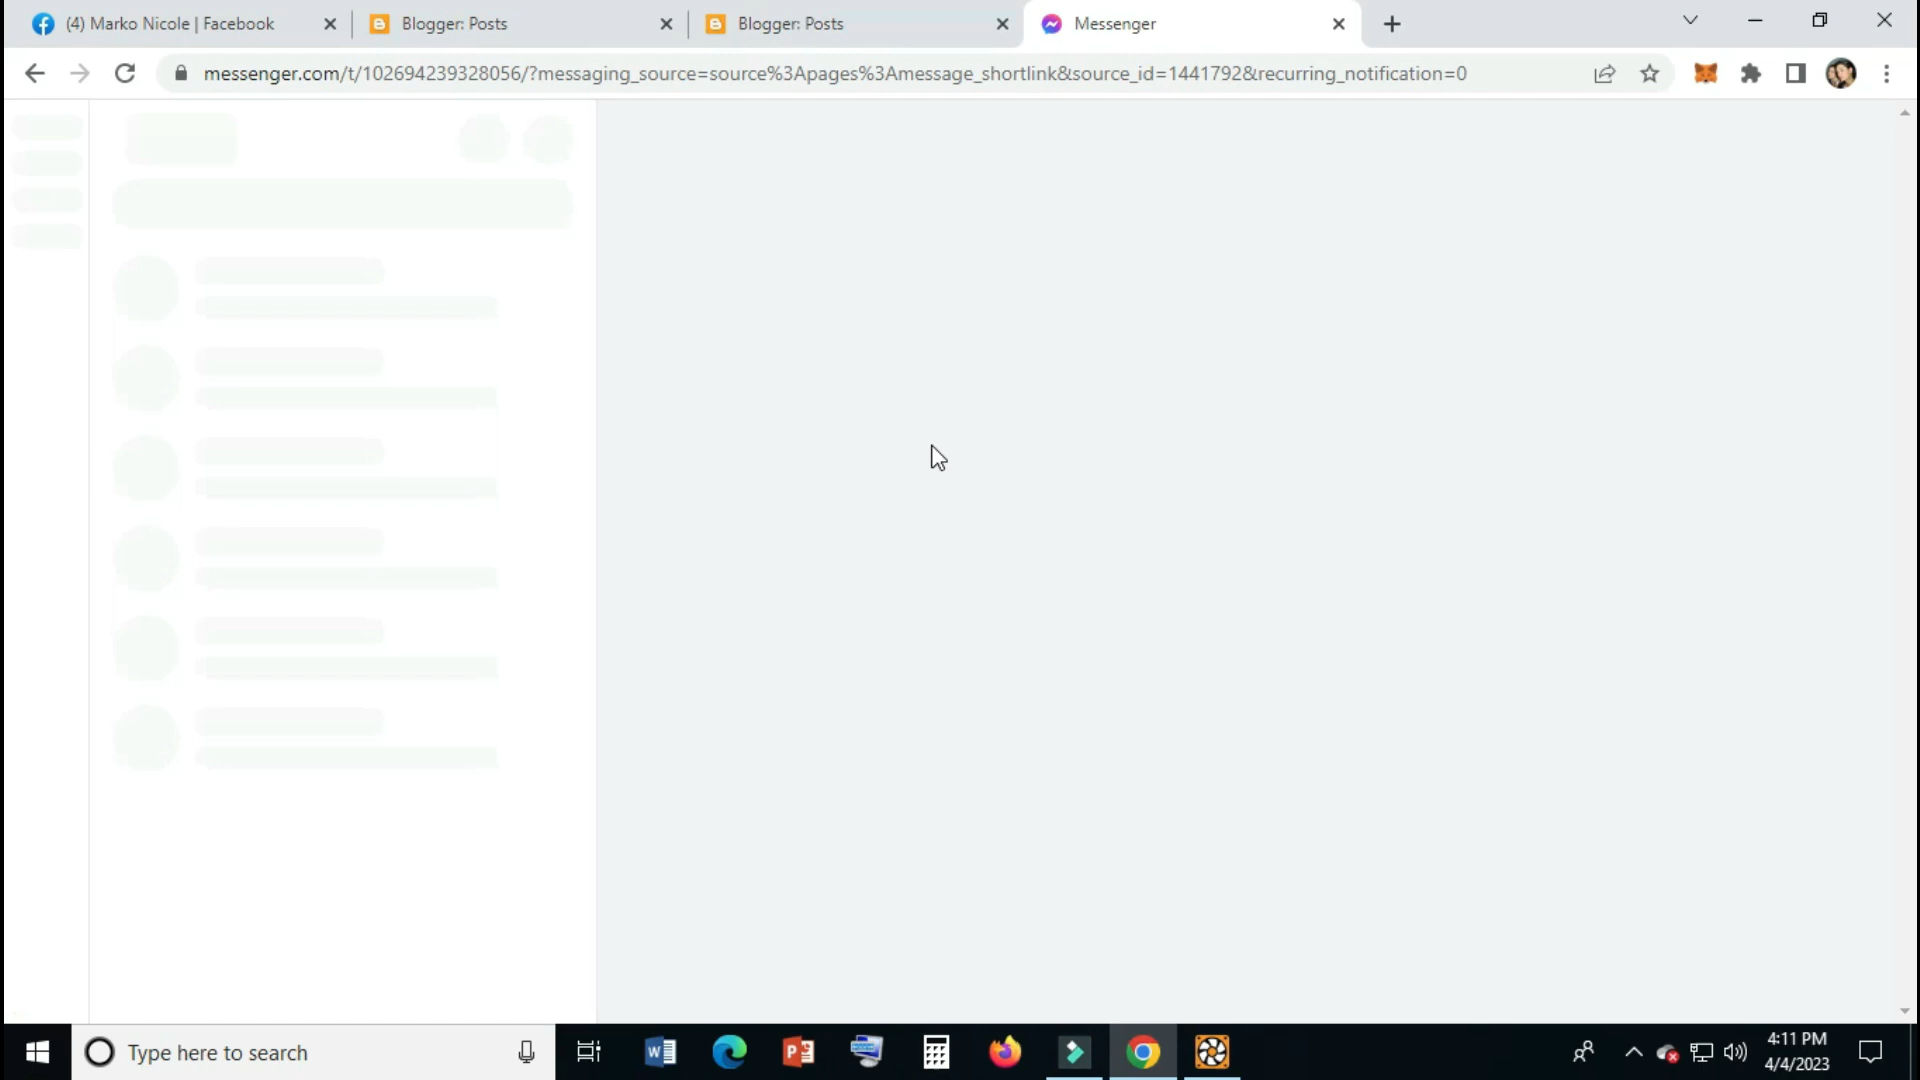 (4) Marko Nicole | Facebook
Blogger: Posts
Blogger: Posts
Messenger
messenger.com/t/102694239328056/?messaging_source=source%3Apages%3Amessage_shortlink&source_id=1441792&recurring_notification=0
Type here to search
4:11 PM
4/4/2023